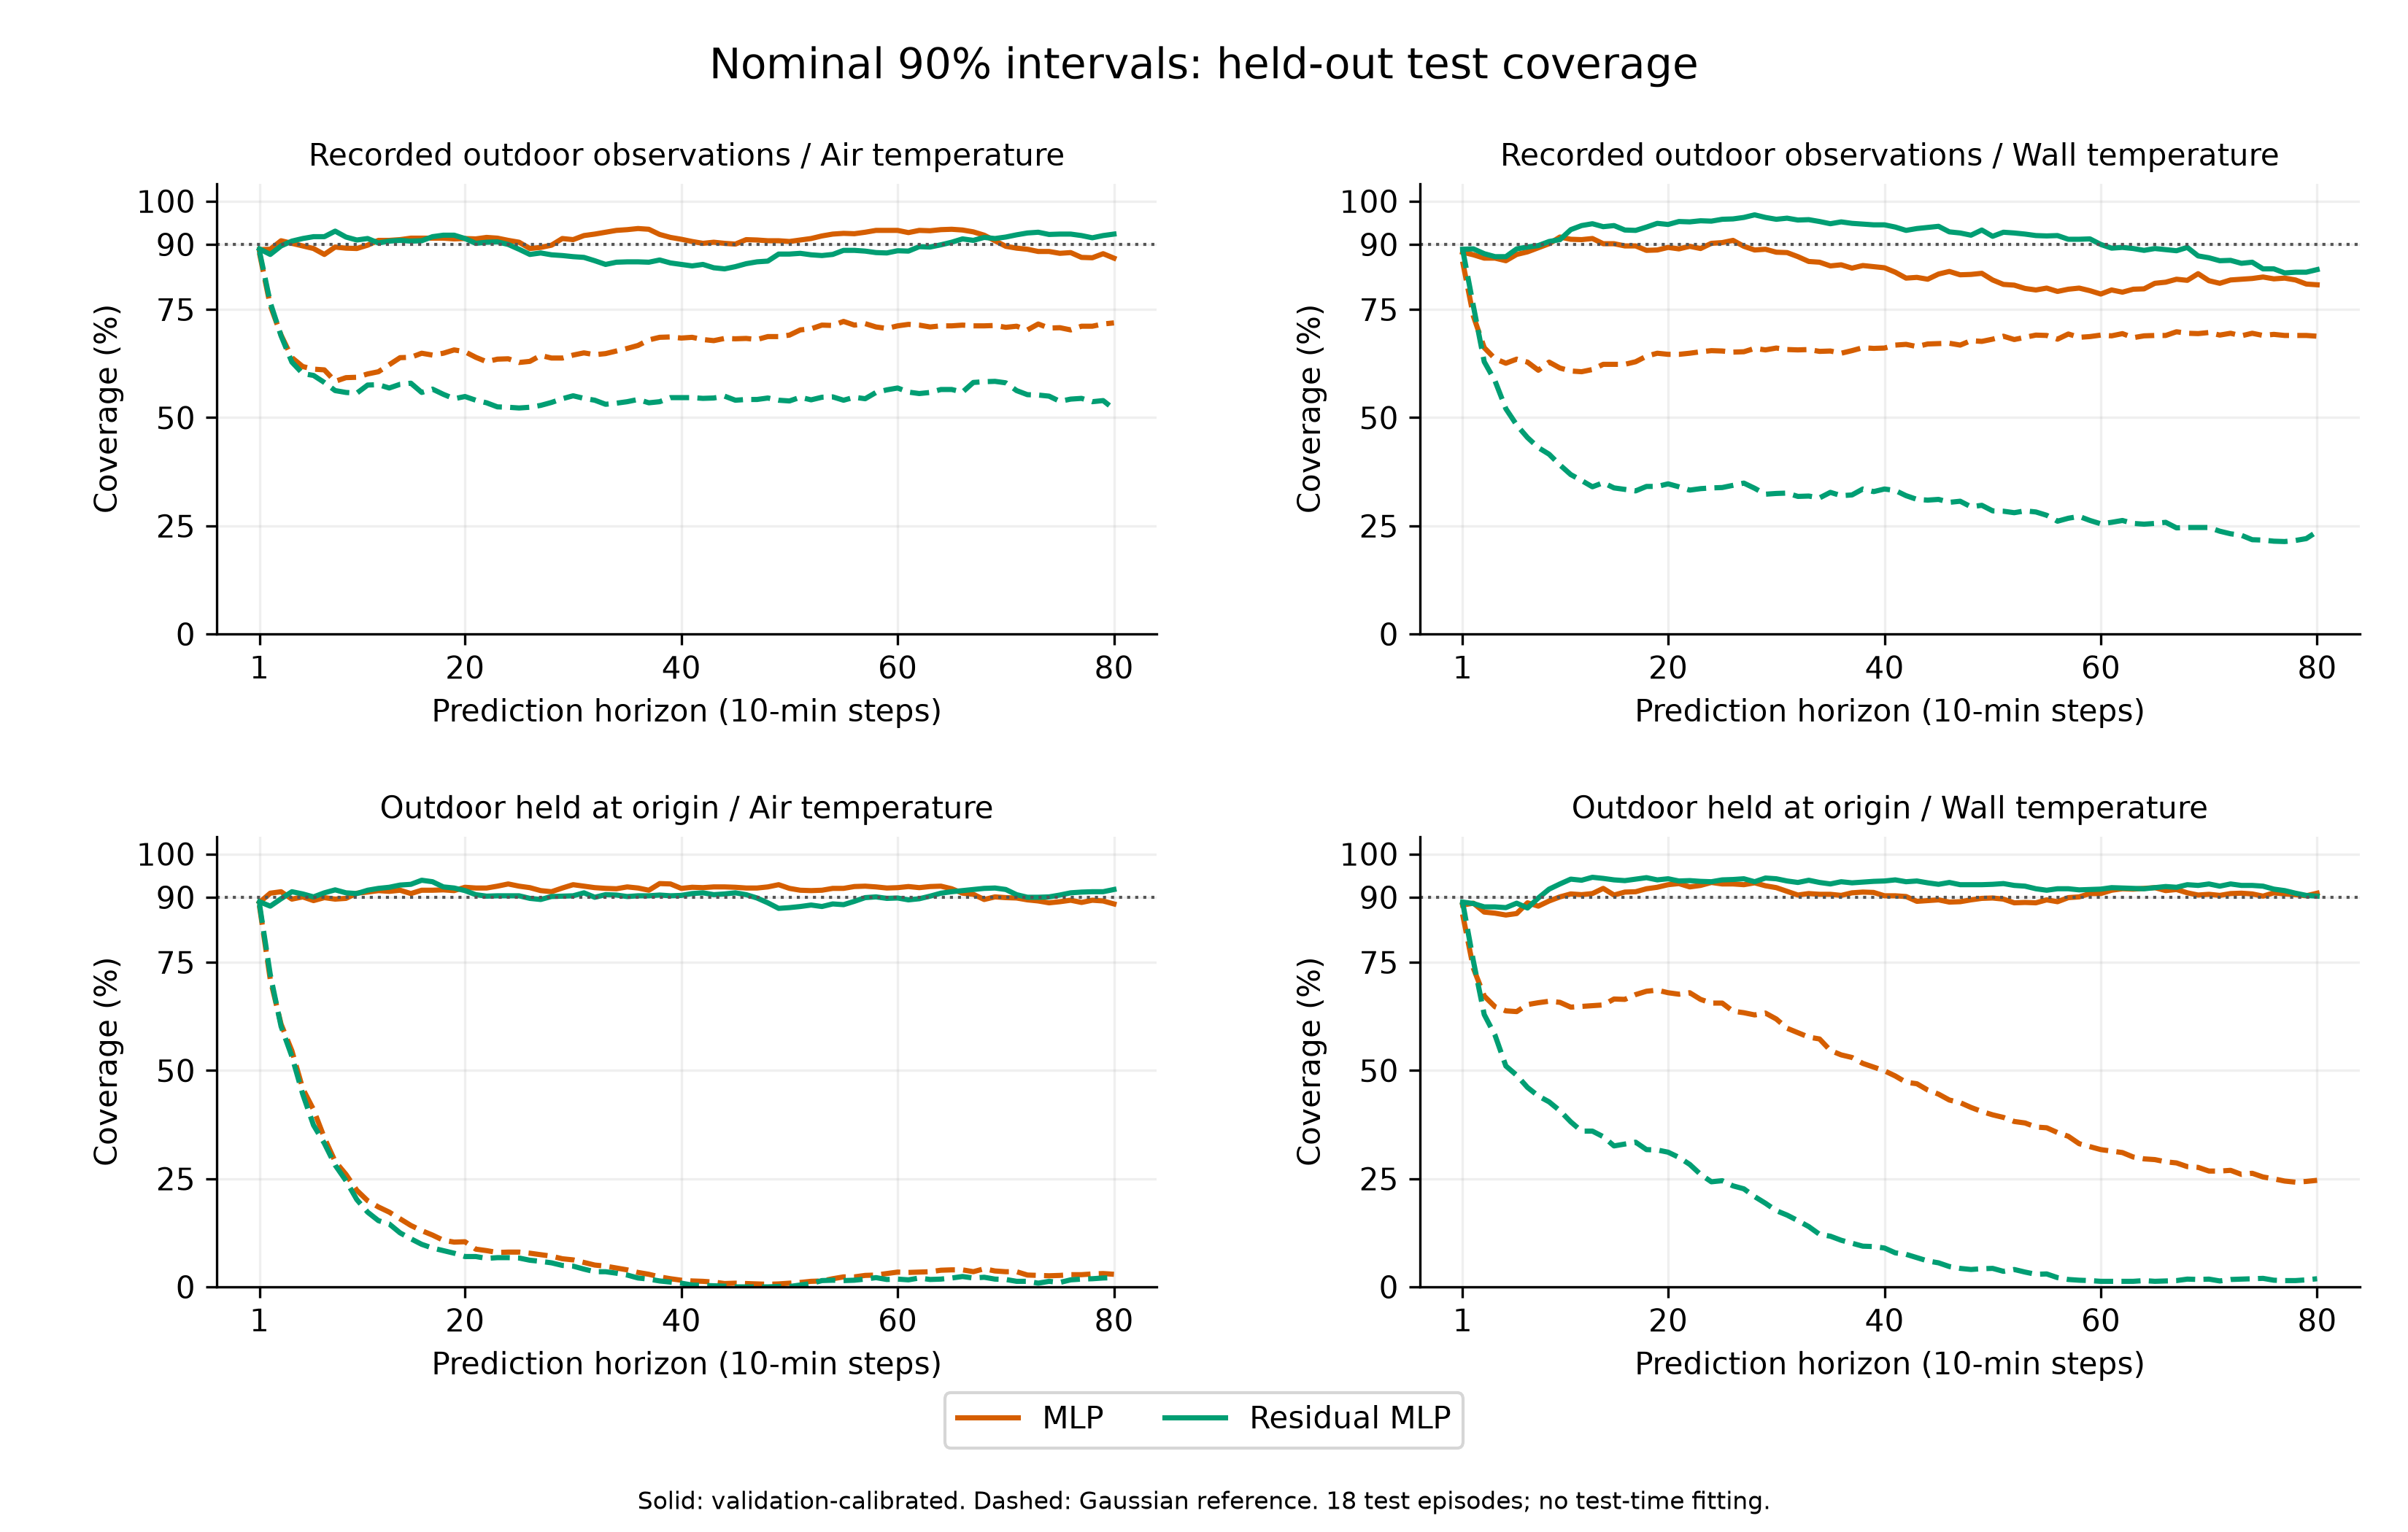 Nominal 90% intervals: held-out test coverage
Recorded outdoor observations / Air temperature
100
90
75
50
25
0
Coverage (%)
1 20 40 60 80
Prediction horizon (10-min steps)
Recorded outdoor observations / Wall temperature
100
90
75
50
25
0
Coverage (%)
1 20 40 60 80
Prediction horizon (10-min steps)
Outdoor held at origin / Air temperature
100
90
75
50
25
0
Coverage (%)
1 20 40 60 80
Prediction horizon (10-min steps)
Outdoor held at origin / Wall temperature
100
90
75
50
25
0
Coverage (%)
1 20 40 60 80
Prediction horizon (10-min steps)
MLP Residual MLP
Solid: validation-calibrated. Dashed: Gaussian reference. 18 test episodes; no test-time fitting.